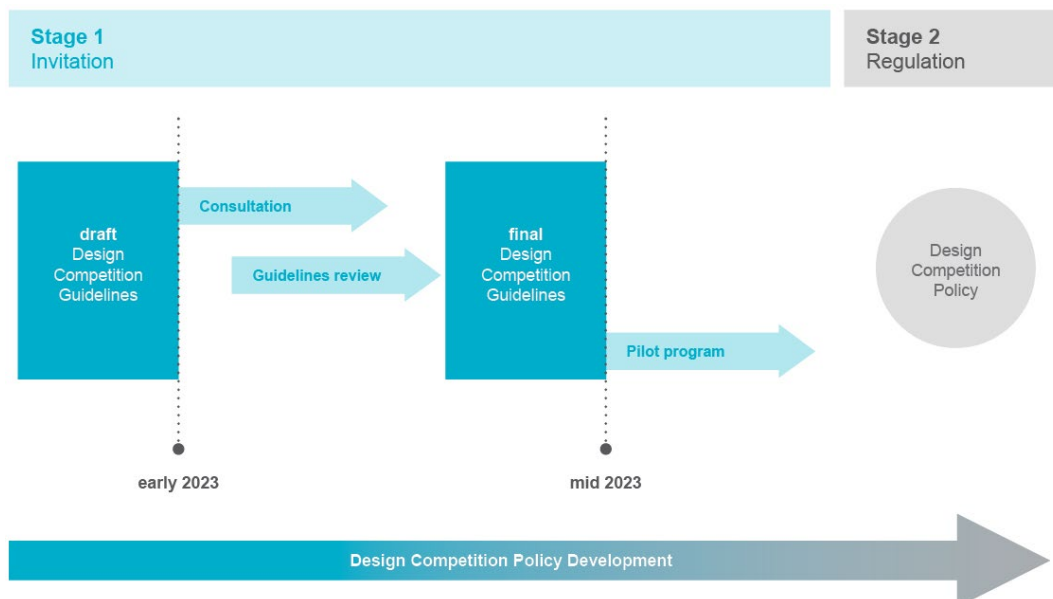 Stage 1
Invitation
Stage 2
Regulation
draft
Design
Competition
Guidelines
Consultation
Guidelines review
final
Design
Competition
Guidelines
Pilot program
Design
Competition
Policy
early 2023
mid 2023
Design Competition Policy Development